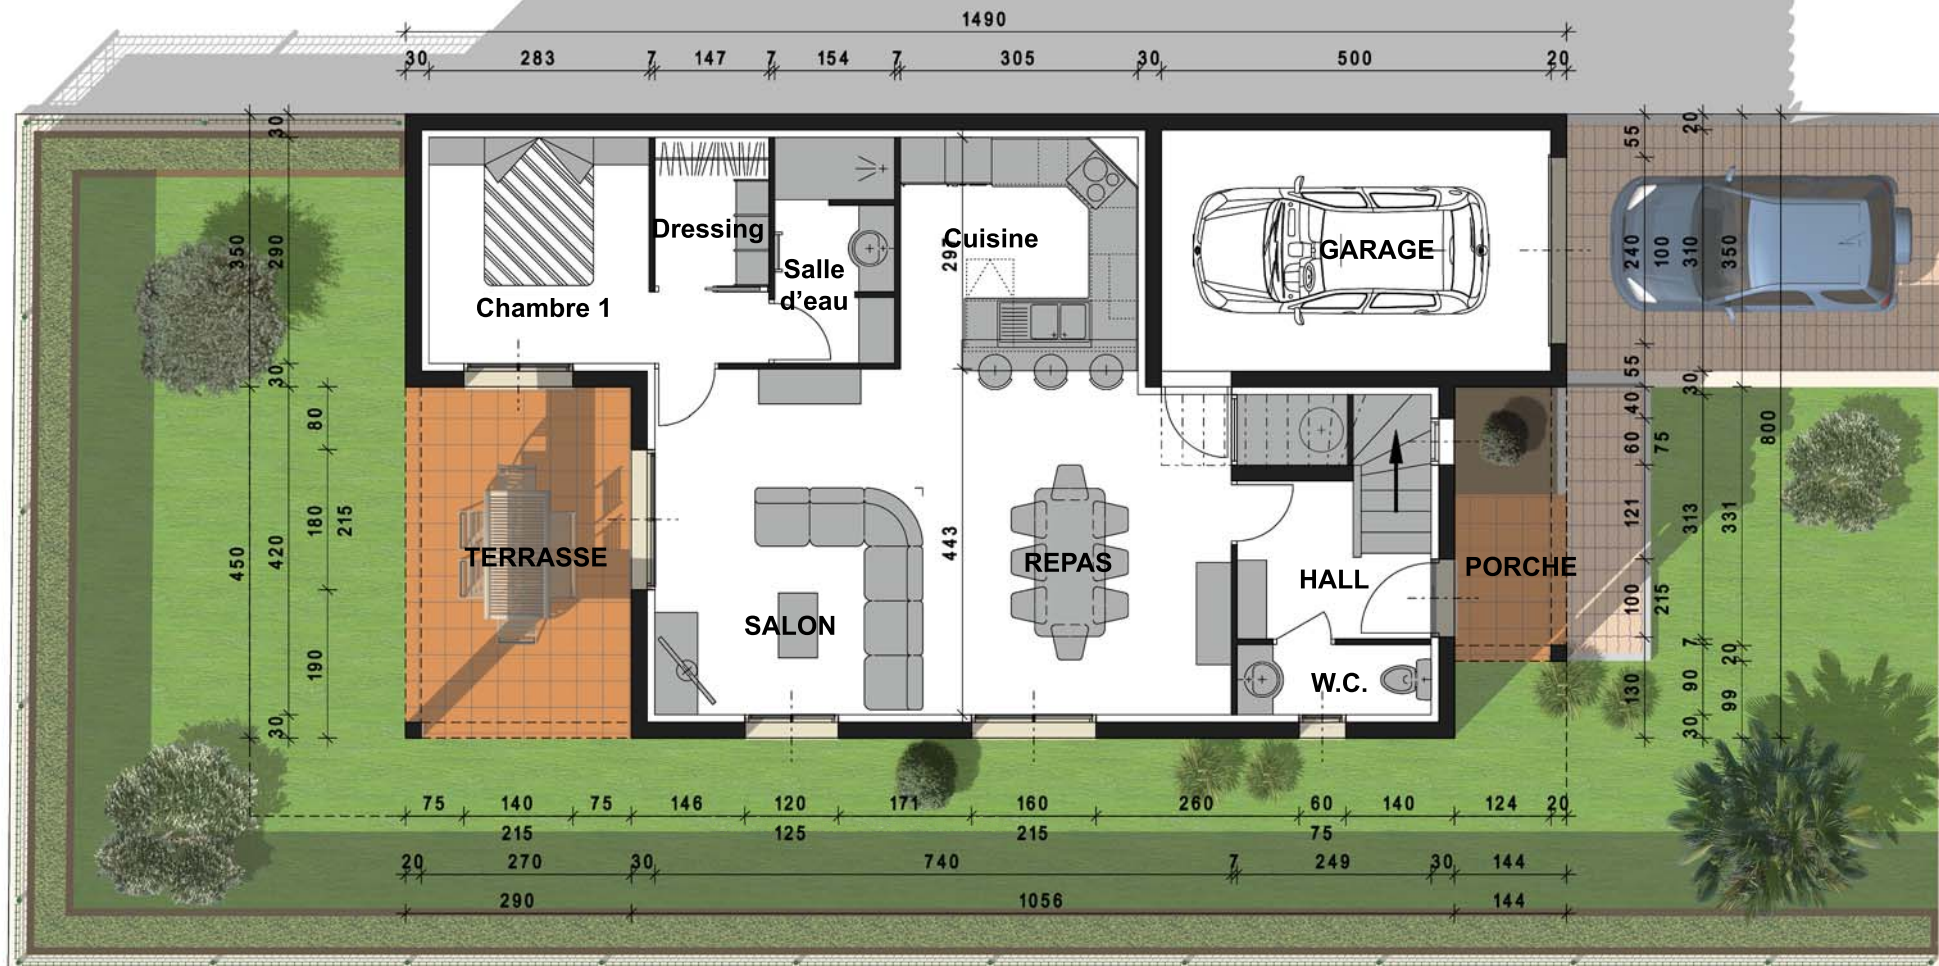 1490
30 283 7 147 7 154 7 305 30 500 20
30 290 30 350
20 55
Dressing
Cuisine
297
Salle
d'eau
GARAGE
240 100 310 350
Chambre 1
55 30
80
40 60 75
800
180 215
450 420
443
121 313 331
TERRASSE
REPAS
HALL
PORCHE
100 215
SALON
7 20
190
W.C.
130 90 99
30
30
75 140 75 146 120 171 160 260 60 140 124 20
215 125 215 75
20 270 30 740 7 249 30 144
290 1056 144